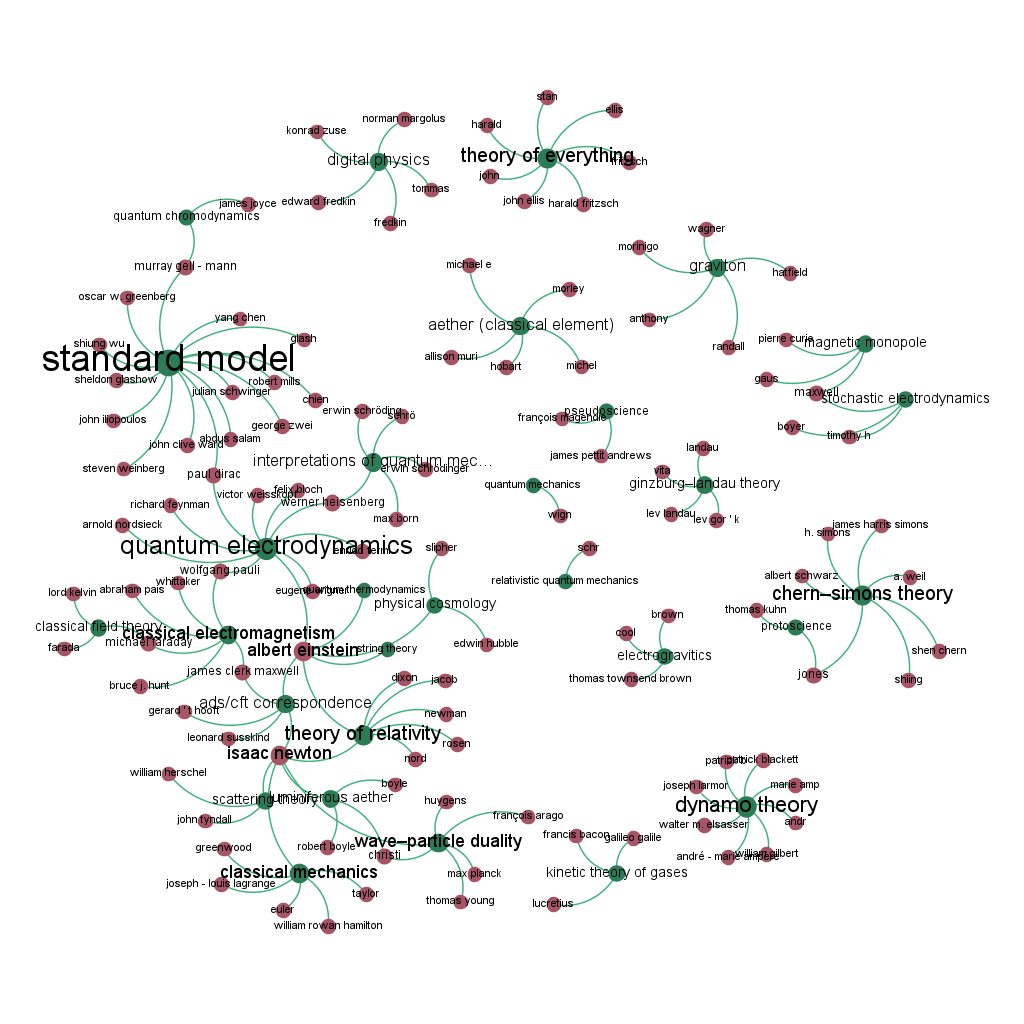 stan
ellis
harald
norman margolus
konrad zuse
digital physics
theory of everything
fritzsch
john
tommas
edward fredkin
john ellis
harald fritzsch
fredkin
james joyce
quantum chromodynamics
wagner
morinigo
graviton
hatfield
murray gell - mann
michael e
morley
oscar w. greenberg
anthony
yang chen
aether (classical element)
randall
pierre curie
magnetic monopole
glash
shiung wu
standard model
allison muri
hobart
michel
gaus
sheldon glashow
robert mills
julian schwinger
maxwell
stochastic electrodynamics
chien
erwin schröding
schrö
pseudoscience
françois magendie
john iliopoulos
george zwei
boyer
timothy h
abdus salam
john clive ward
landau
james pettit andrews
interpretations of quantum mec...
steven weinberg
erwin schrodinger
vita
paul dirac
quantum mechanics
ginzburg–landau theory
felix bloch
victor weisskopf
richard feynman
werner heisenberg
wign
lev landau
lev gor ' k
max born
arnold nordsieck
james harris simons
h. simons
quantum electrodynamics
enrico fermi
slipher
schr
wolfgang pauli
albert schwarz
a. weil
whittaker
relativistic quantum mechanics
abraham pais
eugene wigner
quantum thermodynamics
lord kelvin
chern–simons theory
physical cosmology
thomas kuhn
brown
classical field theory
classical electromagnetism
protoscience
cool
michael faraday
farada
albert einstein
string theory
edwin hubble
electrogravitics
shen chern
james clerk maxwell
jones
thomas townsend brown
dixon
jacob
shiing
bruce j. hunt
ads/cft correspondence
gerard ' t hooft
newman
theory of relativity
leonard susskind
rosen
isaac newton
nord
patrick b
patrick blackett
william herschel
boyle
joseph larmor
marie amp
scattering theory
luminiferous aether
huygens
dynamo theory
françois arago
john tyndall
walter m. elsasser
andr
francis bacon
galileo galile
wave–particle duality
greenwood
robert boyle
christi
william gilbert
andré - marie ampère
classical mechanics
max planck
kinetic theory of gases
joseph - louis lagrange
taylor
thomas young
lucretius
euler
william rowan hamilton